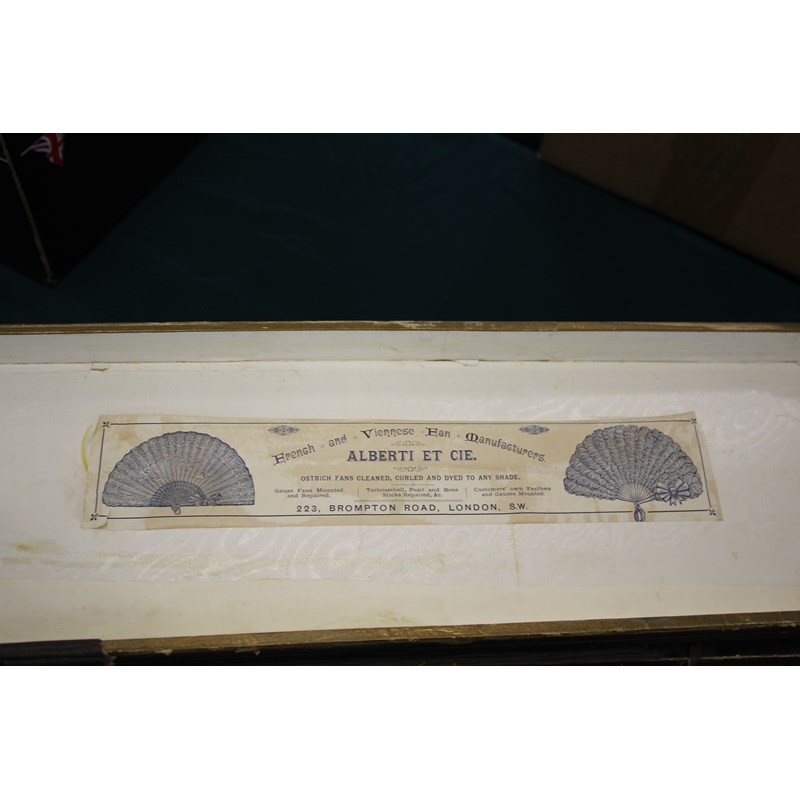 French and Viennese Fan Manufacturers.
ALBERTI ET CIE.
OSTRICH FANS CLEANED, CURLED AND DYED TO ANY SHADE.
Gauze Fans Mounted
and Repaired.
Tortoiseshell, Pearl and Bone
Sticks Repaired, &c.
Customers' own Feathers
and Gauzes Mounted.
223, BROMPTON ROAD, LONDON, S.W.